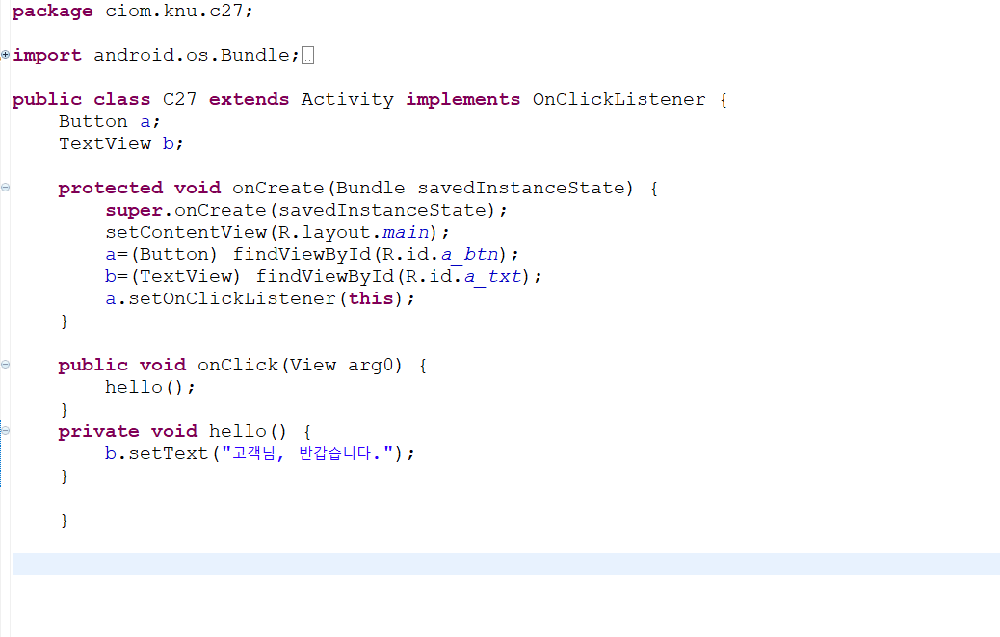 package ciom.knu.c27;
import android.os.Bundle;
public class C27 extends Activity implements OnClickListener {
Button a;
TextView b;
protected void onCreate(Bundle savedInstanceState) {
super.onCreate(savedInstanceState);
setContentView(R.layout.main);
a=(Button) findViewById(R.id.a_btn);
b=(TextView) findViewById(R.id.a_txt);
a.setOnClickListener(this);
}
public void onClick(View arg0) {
hello();
}
private void hello() {
b.setText("고객님, 반갑습니다.");
}
}